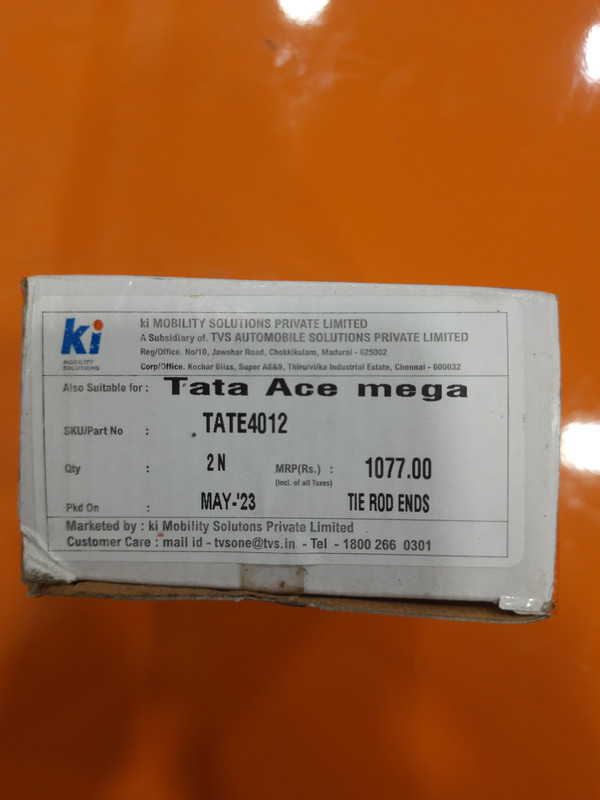 ki
MOBILITY
SOLUTIONS
ki MOBILITY SOLUTIONS PRIVATE LIMITED
A Subsidiary of. TVS AUTOMOBILE SOLUTIONS PRIVATE LIMITED
Reg/Office. No/10, Jawahar Road, Chokkikulam, Madurai - 625002
Corp/Office. Kochar Bliss, Super A8&9, Thiru/vi/ka Industrial Estate, Chennai - 600032
Also Suitable for : Tata Ace mega
SKU/Part No : TATE4012
Qty : 2 N MRP(Rs.) : 1077.00
(Incl. of all Taxes)
Pkd On : MAY-'23 TIE ROD ENDS
Marketed by : ki Mobility Solutons Private Limited
Customer Care : mail id - tvsone@tvs.in - Tel - 1800 266 0301